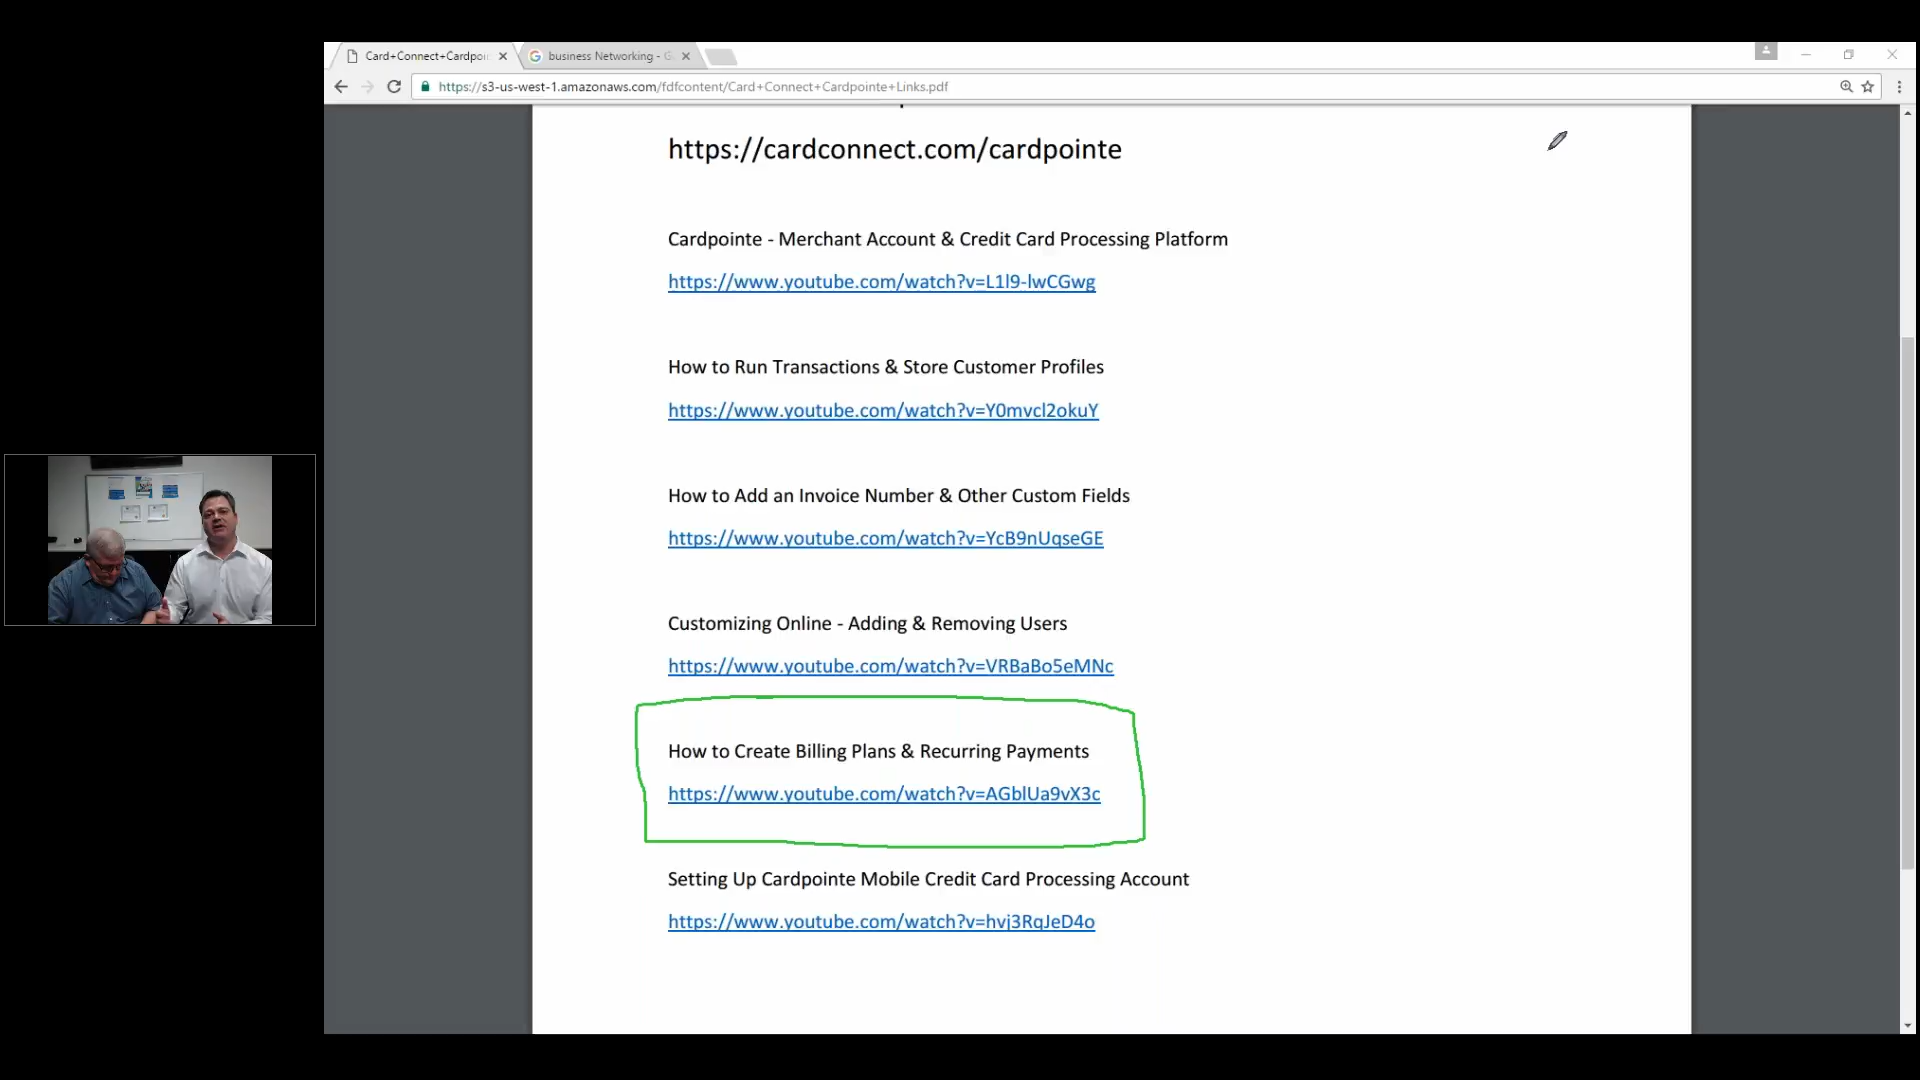 Card+Connect+Cardpoi
business Networking - G
https://s3-us-west-1.amazonaws.com/fdfcontent/Card+Connect+Cardpointe+Links.pdf
https://cardconnect.com/cardpointe
Cardpointe - Merchant Account & Credit Card Processing Platform
https://www.youtube.com/watch?v=L1l9-lwCGwg
How to Run Transactions & Store Customer Profiles
https://www.youtube.com/watch?v=Y0mvcl2okuY
How to Add an Invoice Number & Other Custom Fields
https://www.youtube.com/watch?v=YcB9nUqseGE
Customizing Online - Adding & Removing Users
https://www.youtube.com/watch?v=VRBaBo5eMNc
How to Create Billing Plans & Recurring Payments
https://www.youtube.com/watch?v=AGblUa9vX3c
Setting Up Cardpointe Mobile Credit Card Processing Account
https://www.youtube.com/watch?v=hvj3RqJeD4o